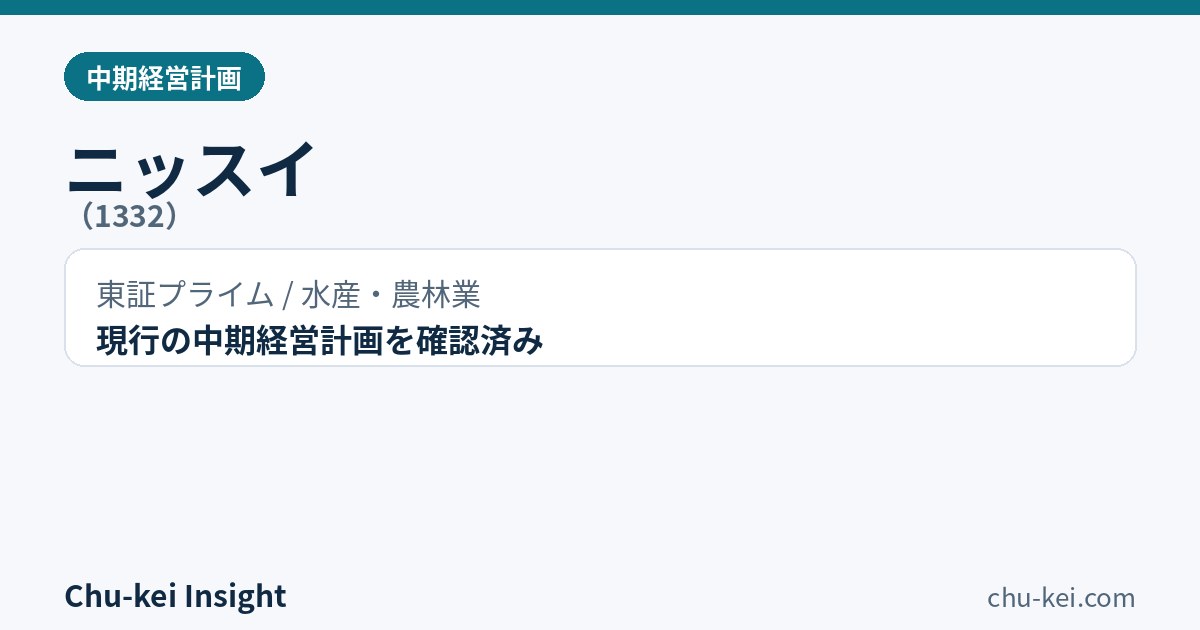 中期経営計画
ニッスイ
（1332）
東証プライム / 水産・農林業
現行の中期経営計画を確認済み
Chu-kei Insight
chu-kei.com